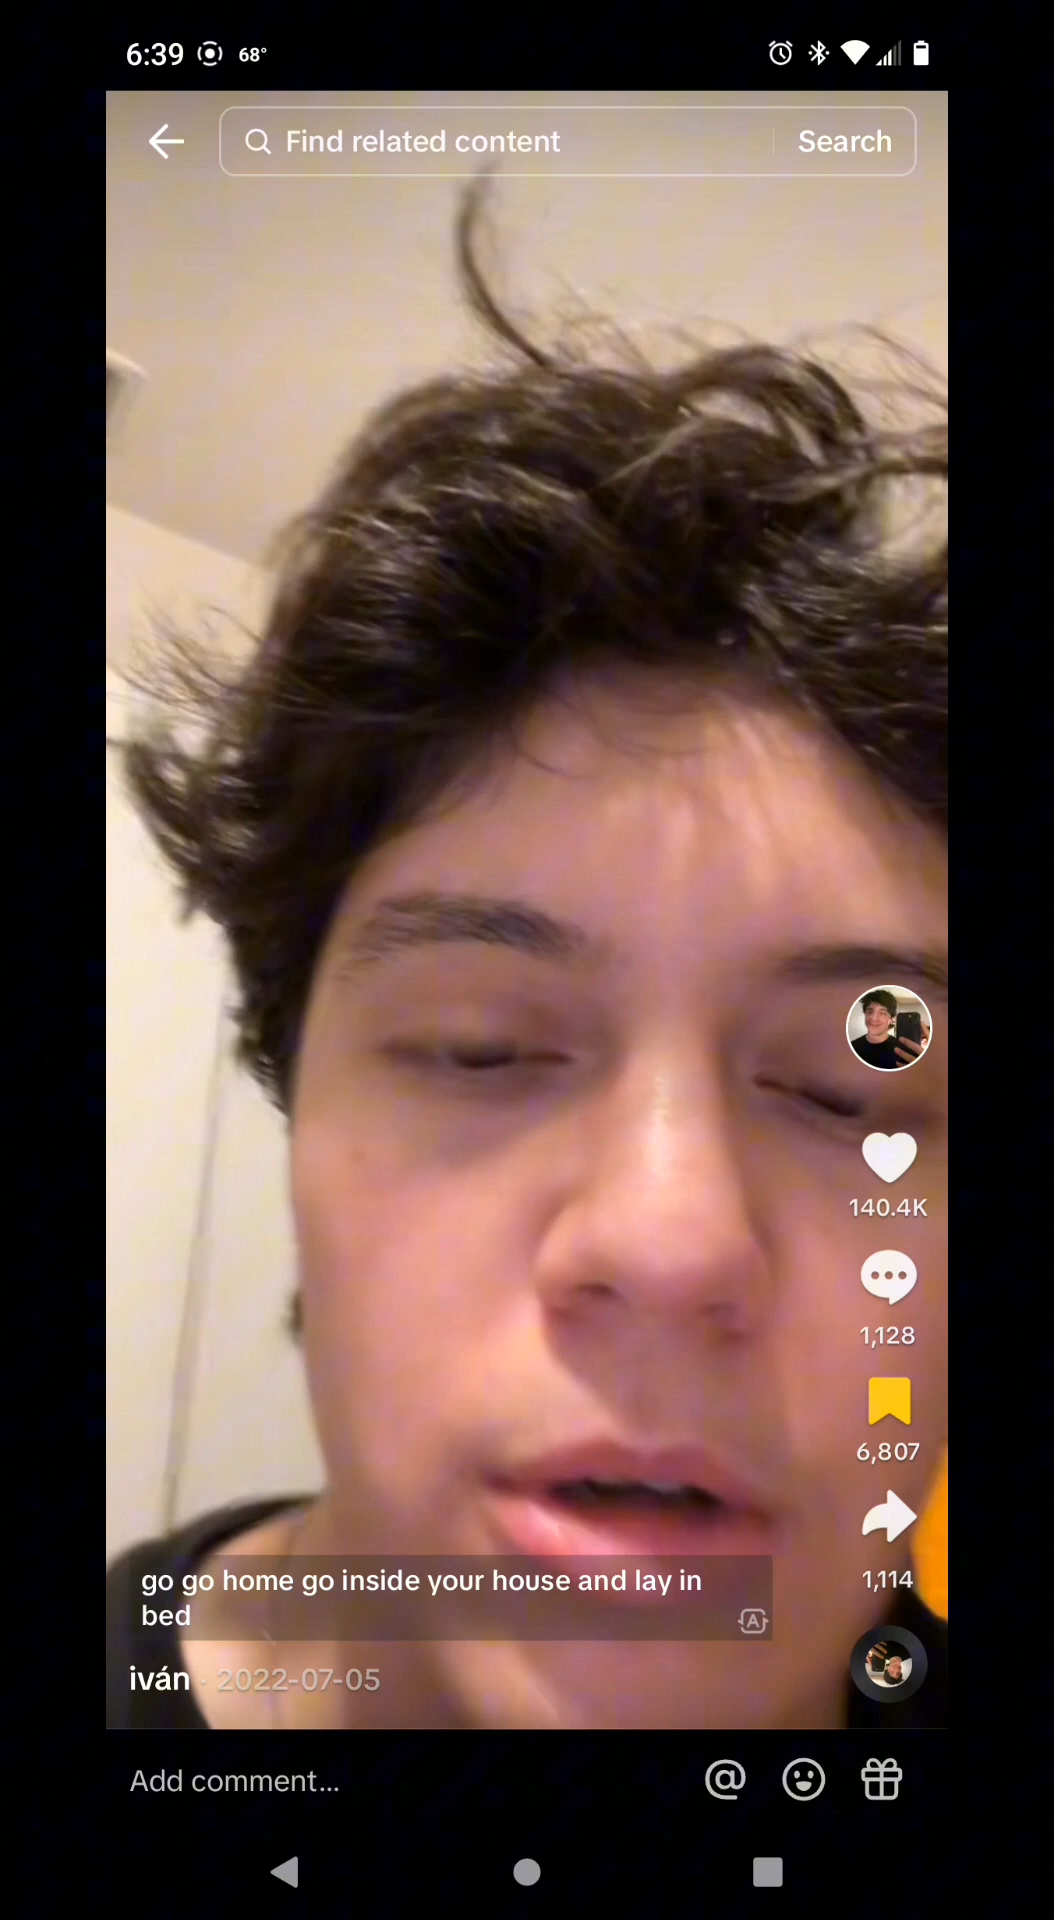 6:39 68°
Find related content Search
140.4K
1,128
6,807
1,114
go go home go inside your house and lay in
bed
iván · 2022-07-05
Add comment...